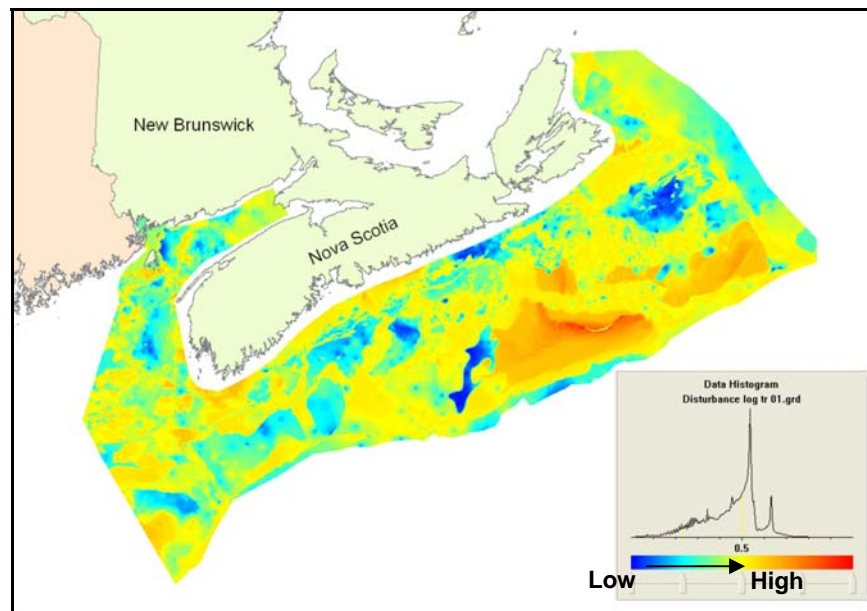 New Brunswick
Nova Scotia
Data Histogram
Disturbance log tr 01.grd
0.5
Low
High